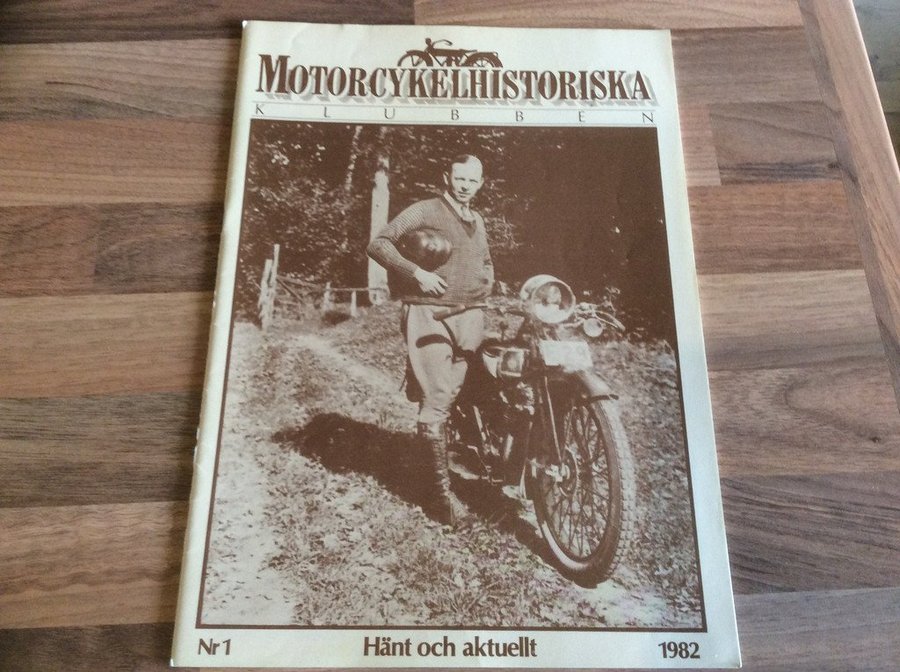 MOTORCYKELHISTORISKA
KLUBBEN
Nr 1 Hänt och aktuellt 1982